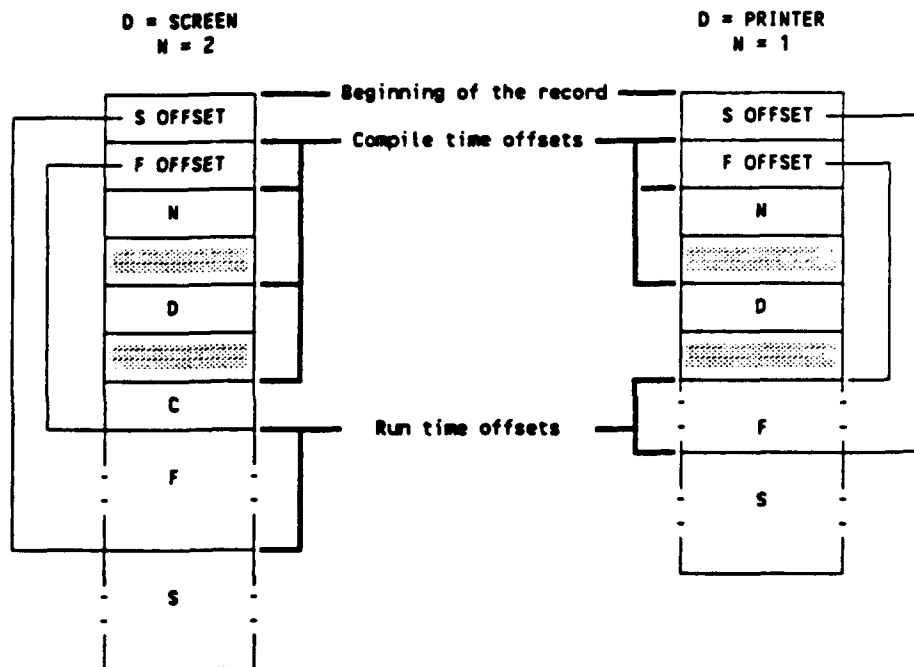 D = SCREEN
N = 2
D = PRINTER
N = 1
Beginning of the record
S OFFSET
S OFFSET
Compile time offsets
F OFFSET
F OFFSET
N
N
D
D
C
Run time offsets
F
F
S
S